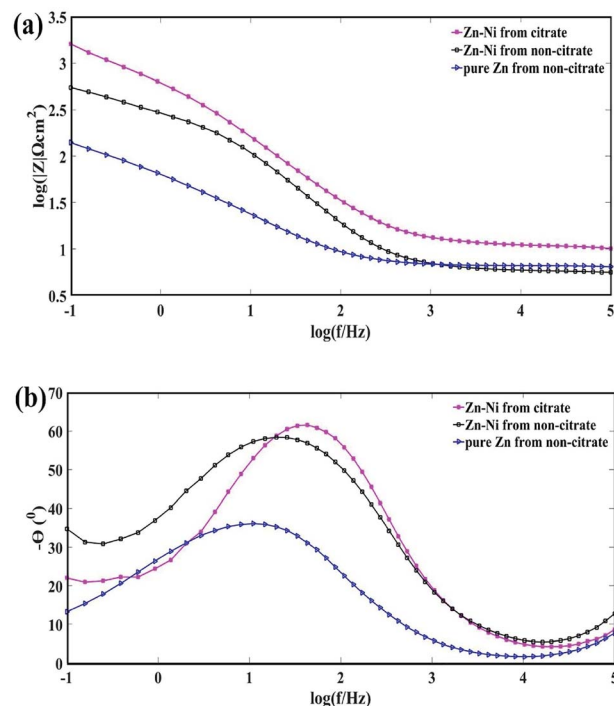 (a)
3.5
3
2.5
2
1.5
1
0.5
log(|Z|Ωcm²)
Zn-Ni from citrate
Zn-Ni from non-citrate
pure Zn from non-citrate
-1 0 1 2 3 4 5
log(f/Hz)
(b)
70
60
50
40
30
20
10
0
-Θ (⁰)
Zn-Ni from citrate
Zn-Ni from non-citrate
pure Zn from non-citrate
-1 0 1 2 3 4 5
log(f/Hz)